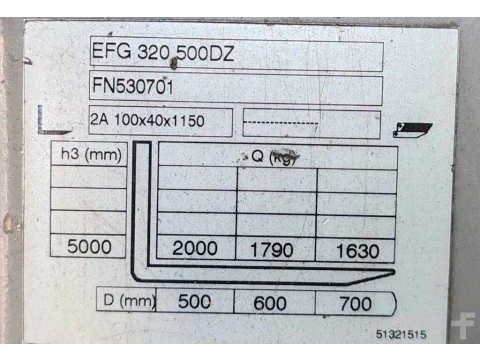 EFG 320 500DZ
FN530701
2A 100x40x1150
h3 (mm) Q (kg)
5000 2000 1790 1630
D (mm) 500 600 700
51321515
f